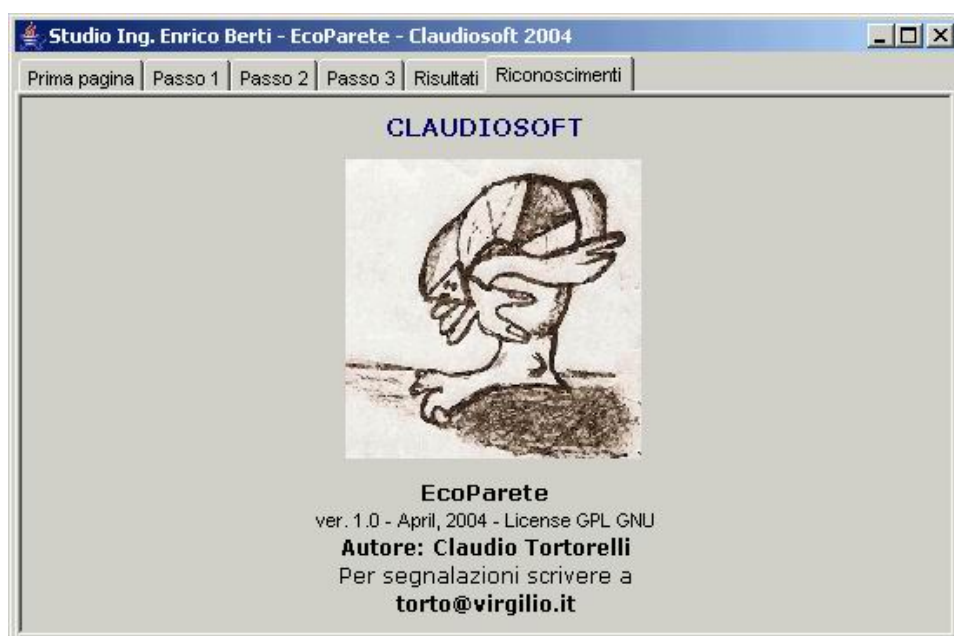 Studio Ing. Enrico Berti - EcoParete - Claudiosoft 2004
Prima pagina Passo 1 Passo 2 Passo 3 Risultati Riconoscimenti
CLAUDIOSOFT
EcoParete
ver. 1.0 - April, 2004 - License GPL GNU
Autore: Claudio Tortorelli
Per segnalazioni scrivere a
torto@virgilio.it